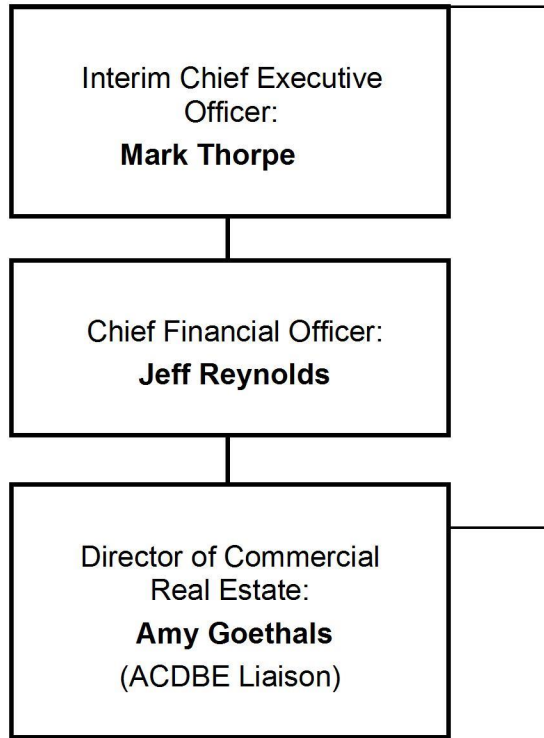 Interim Chief Executive
Officer:
Mark Thorpe
Chief Financial Officer:
Jeff Reynolds
Director of Commercial
Real Estate:
Amy Goethals
(ACDBE Liaison)